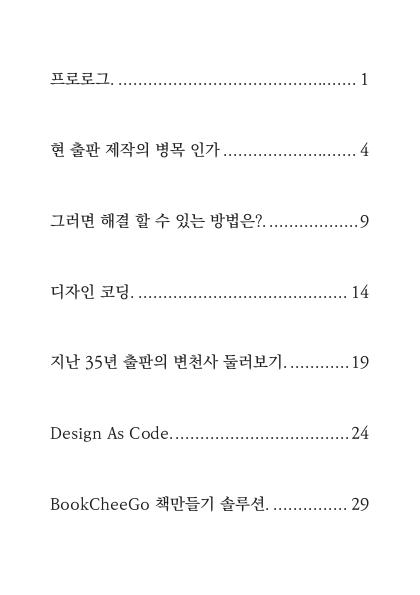 프로로그. ........................................ 1
현 출판 제작의 병목 인가 ...................... 4
그러면 해결 할 수 있는 방법은?. ...............9
디자인 코딩. ................................... 14
지난 35년 출판의 변천사 둘러보기. ............19
Design As Code..............................24
BookCheeGo 책만들기 솔루션. ............... 29